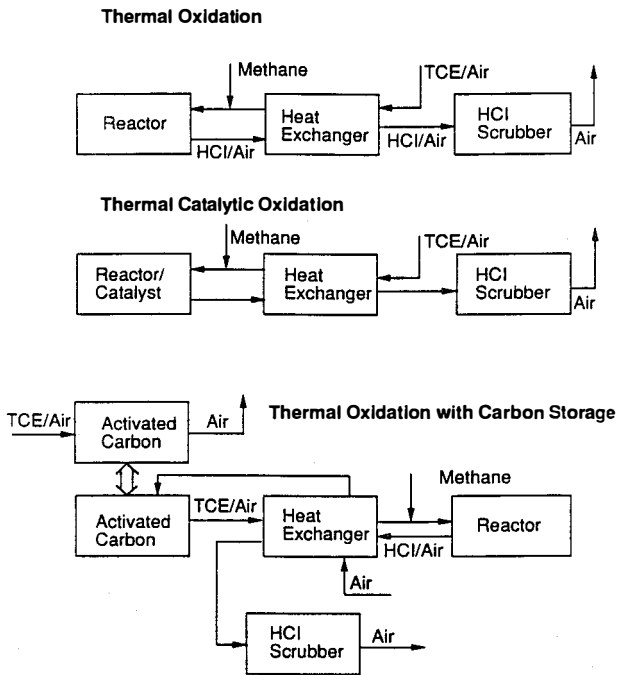 Thermal Oxidation
Methane
TCE/Air
Reactor
Heat
Exchanger
HCl
Scrubber
HCl/Air
HCl/Air
Air
Thermal Catalytic Oxidation
Methane
TCE/Air
Reactor/
Catalyst
Heat
Exchanger
HCl
Scrubber
Air
Thermal Oxidation with Carbon Storage
TCE/Air
Activated
Carbon
Air
Methane
Activated
Carbon
TCE/Air
Heat
Exchanger
HCl/Air
Reactor
Air
HCl
Scrubber
Air